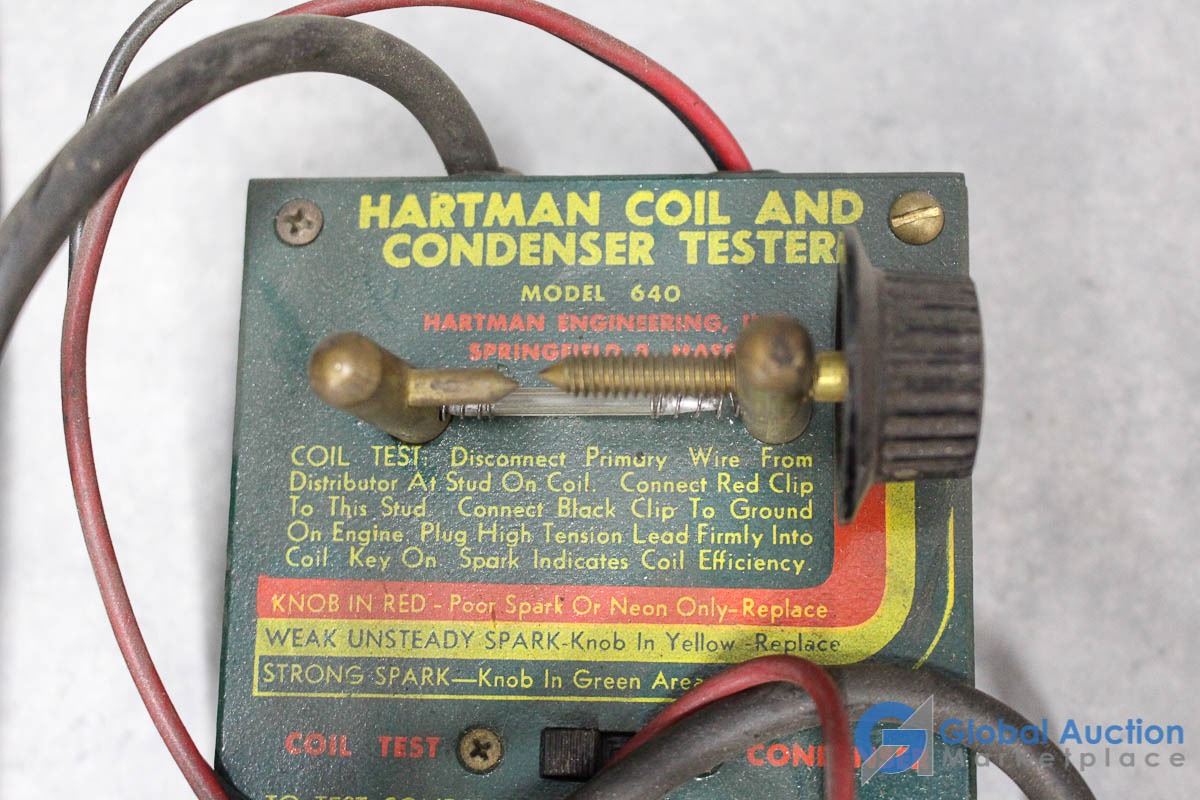 HARTMAN COIL AND
CONDENSER TESTER
MODEL 640
HARTMAN ENGINEERING,
SPRINGFIELD
COIL TEST: Disconnect Primary Wire From
Distributor At Stud On Coil. Connect Red Clip
To This Stud. Connect Black Clip To Ground
On Engine. Plug High Tension Lead Firmly Into
Coil. Key On. Spark Indicates Coil Efficiency.
KNOB IN RED - Poor Spark Or Neon Only-Replace
WEAK UNSTEADY SPARK-Knob In Yellow -Replace
STRONG SPARK—Knob In Green Area
COIL TEST
Global Auction
Marketplace